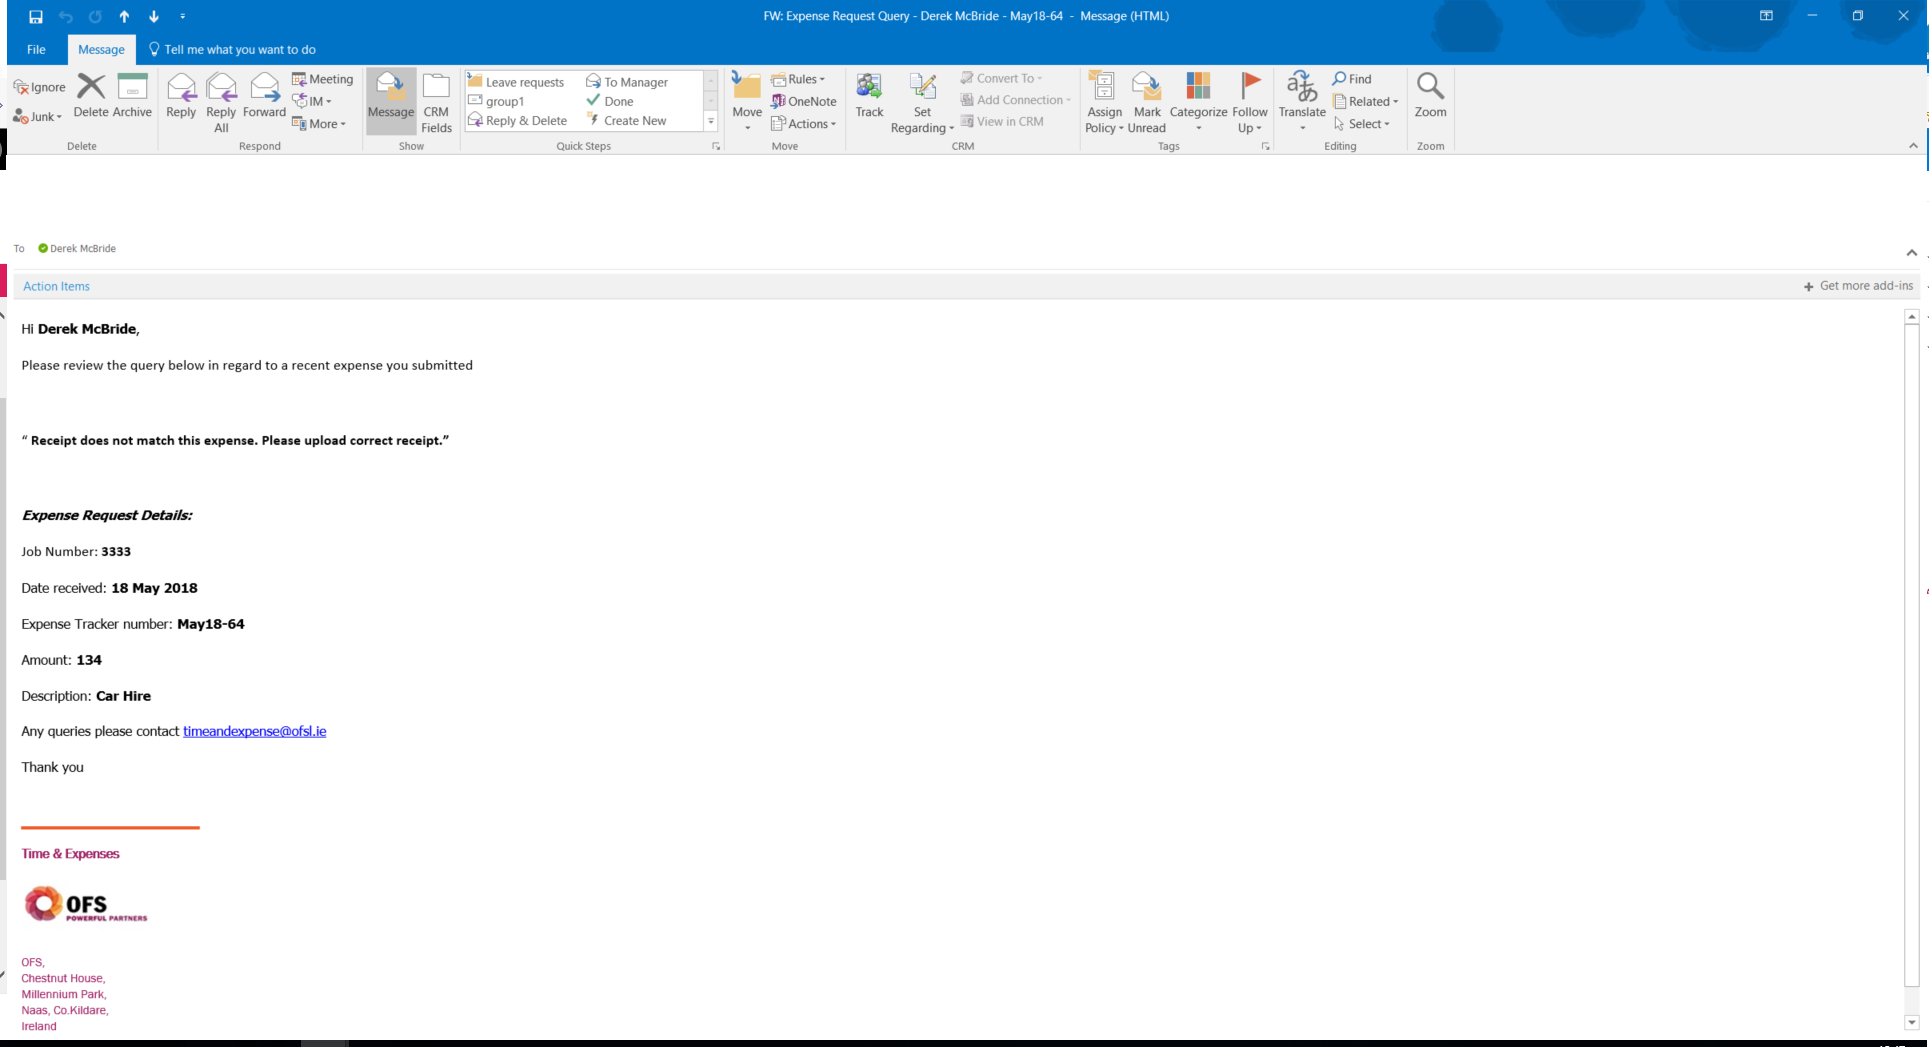 FW: Expense Request Query - Derek McBride - May18-64 - Message (HTML)
File Message Tell me what you want to do
Ignore
Junk
Delete Archive
Delete
Reply Reply All Forward
Meeting
IM
More
Respond
Message CRM Fields
Show
Leave requests To Manager
group1 Done
Reply & Delete Create New
Quick Steps
Move
Rules
OneNote
Actions
Move
Track Set Regarding
Convert To
Add Connection
View in CRM
CRM
Assign Policy Mark Unread Categorize Follow Up
Tags
Translate
Find
Related
Select
Editing
Zoom
Zoom
To Derek McBride
Action Items + Get more add-ins
Hi Derek McBride,
Please review the query below in regard to a recent expense you submitted
“ Receipt does not match this expense. Please upload correct receipt.”
Expense Request Details:
Job Number: 3333
Date received: 18 May 2018
Expense Tracker number: May18-64
Amount: 134
Description: Car Hire
Any queries please contact timeandexpense@ofsl.ie
Thank you
Time & Expenses
OFS
POWERFUL PARTNERS
OFS,
Chestnut House,
Millennium Park,
Naas, Co.Kildare,
Ireland